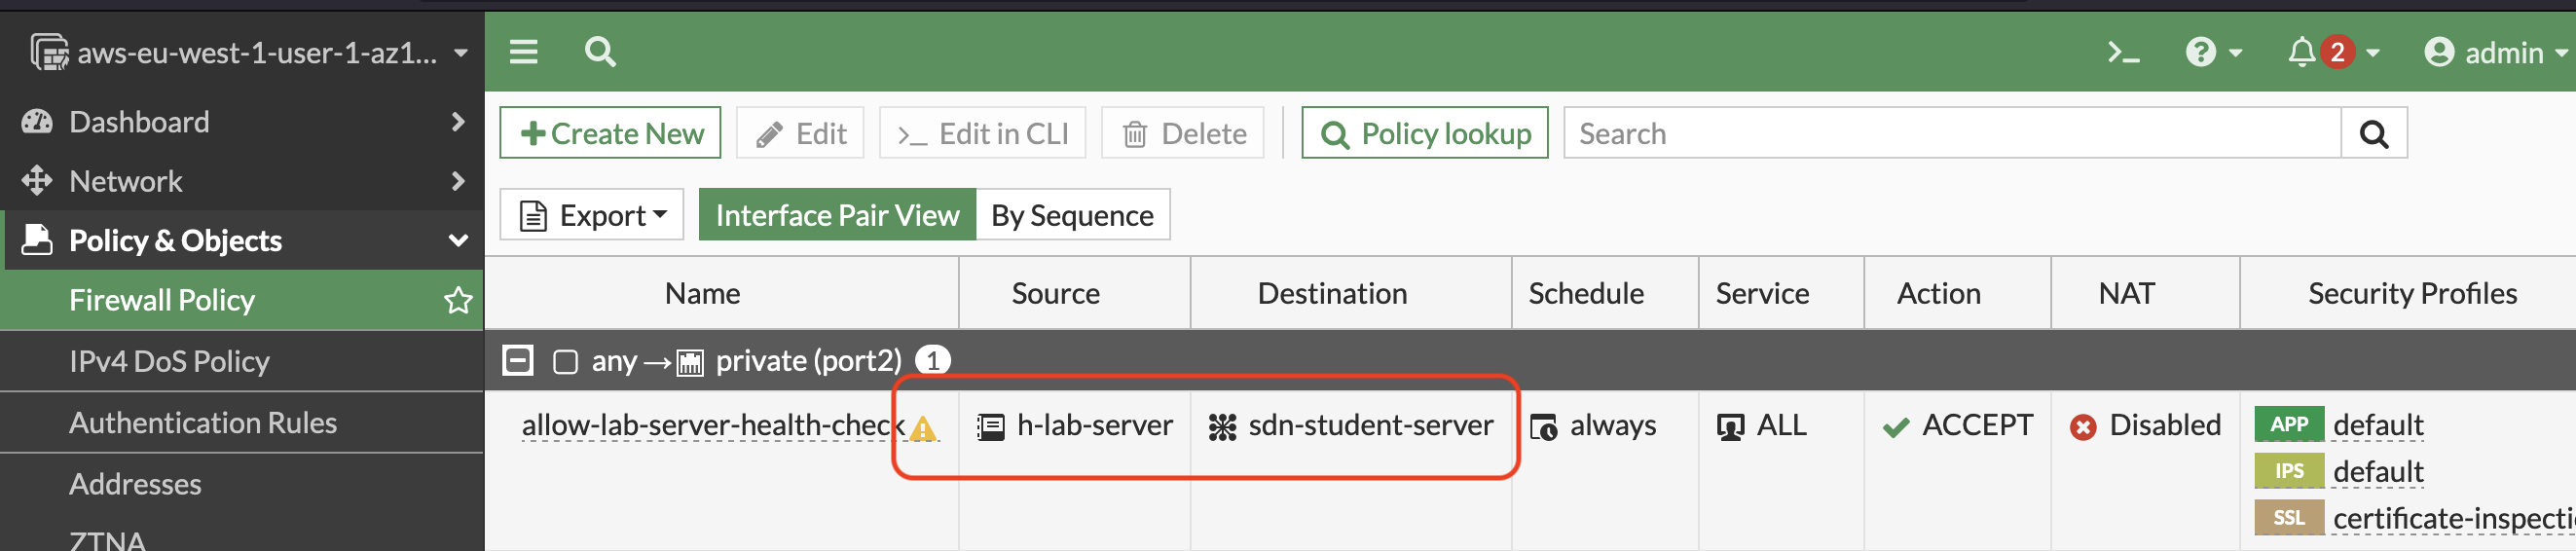 aws-eu-west-1-user-1-az1...
2
admin
Dashboard
Network
Policy & Objects
Firewall Policy
IPv4 DoS Policy
Authentication Rules
Addresses
ZTNA
+Create New
Edit
>_ Edit in CLI
Delete
Policy lookup
Search
Export
Interface Pair View
By Sequence
Name Source Destination Schedule Service Action NAT Security Profiles
any→ private (port2) 1
allow-lab-server-health-check h-lab-server sdn-student-server always ALL ACCEPT Disabled APP default
IPS default
SSL certificate-inspecti